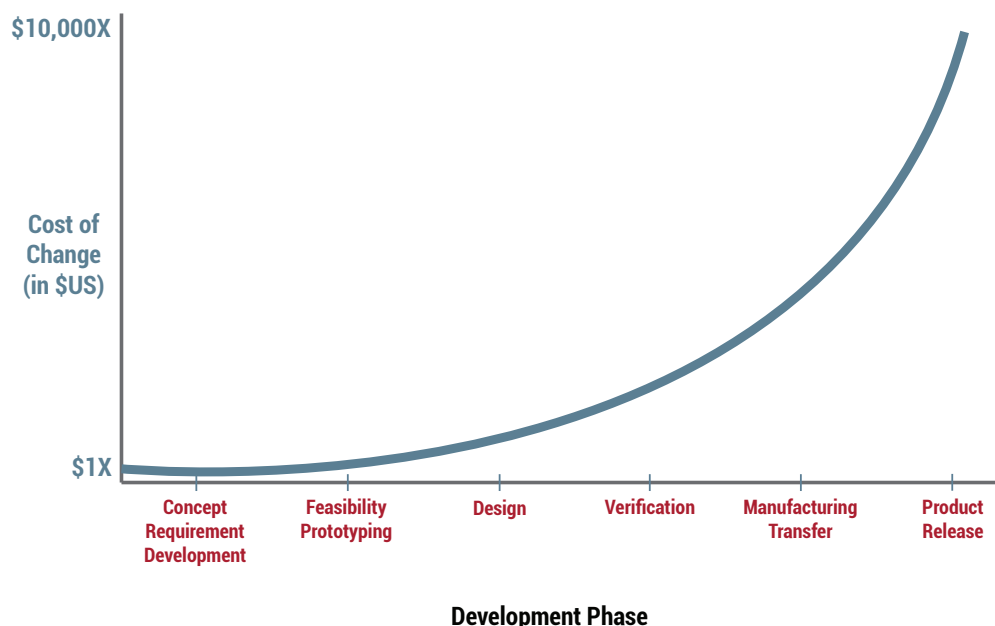 $10,000X
Cost of
Change
(in $US)
$1X
Concept
Requirement
Development
Feasibility
Prototyping
Design
Verification
Manufacturing
Transfer
Product
Release
Development Phase